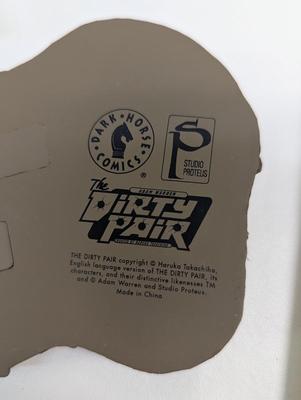 DARK HORSE
COMICS
®
SP
STUDIO
PROTEUS
The
ADAM WARREN
DIRTY
PAIR
THE DIRTY PAIR copyright © Haruka Takachiho,
English language version of THE DIRTY PAIR, its
characters, and their distinctive likenesses TM
and © Adam Warren and Studio Proteus.
Made in China